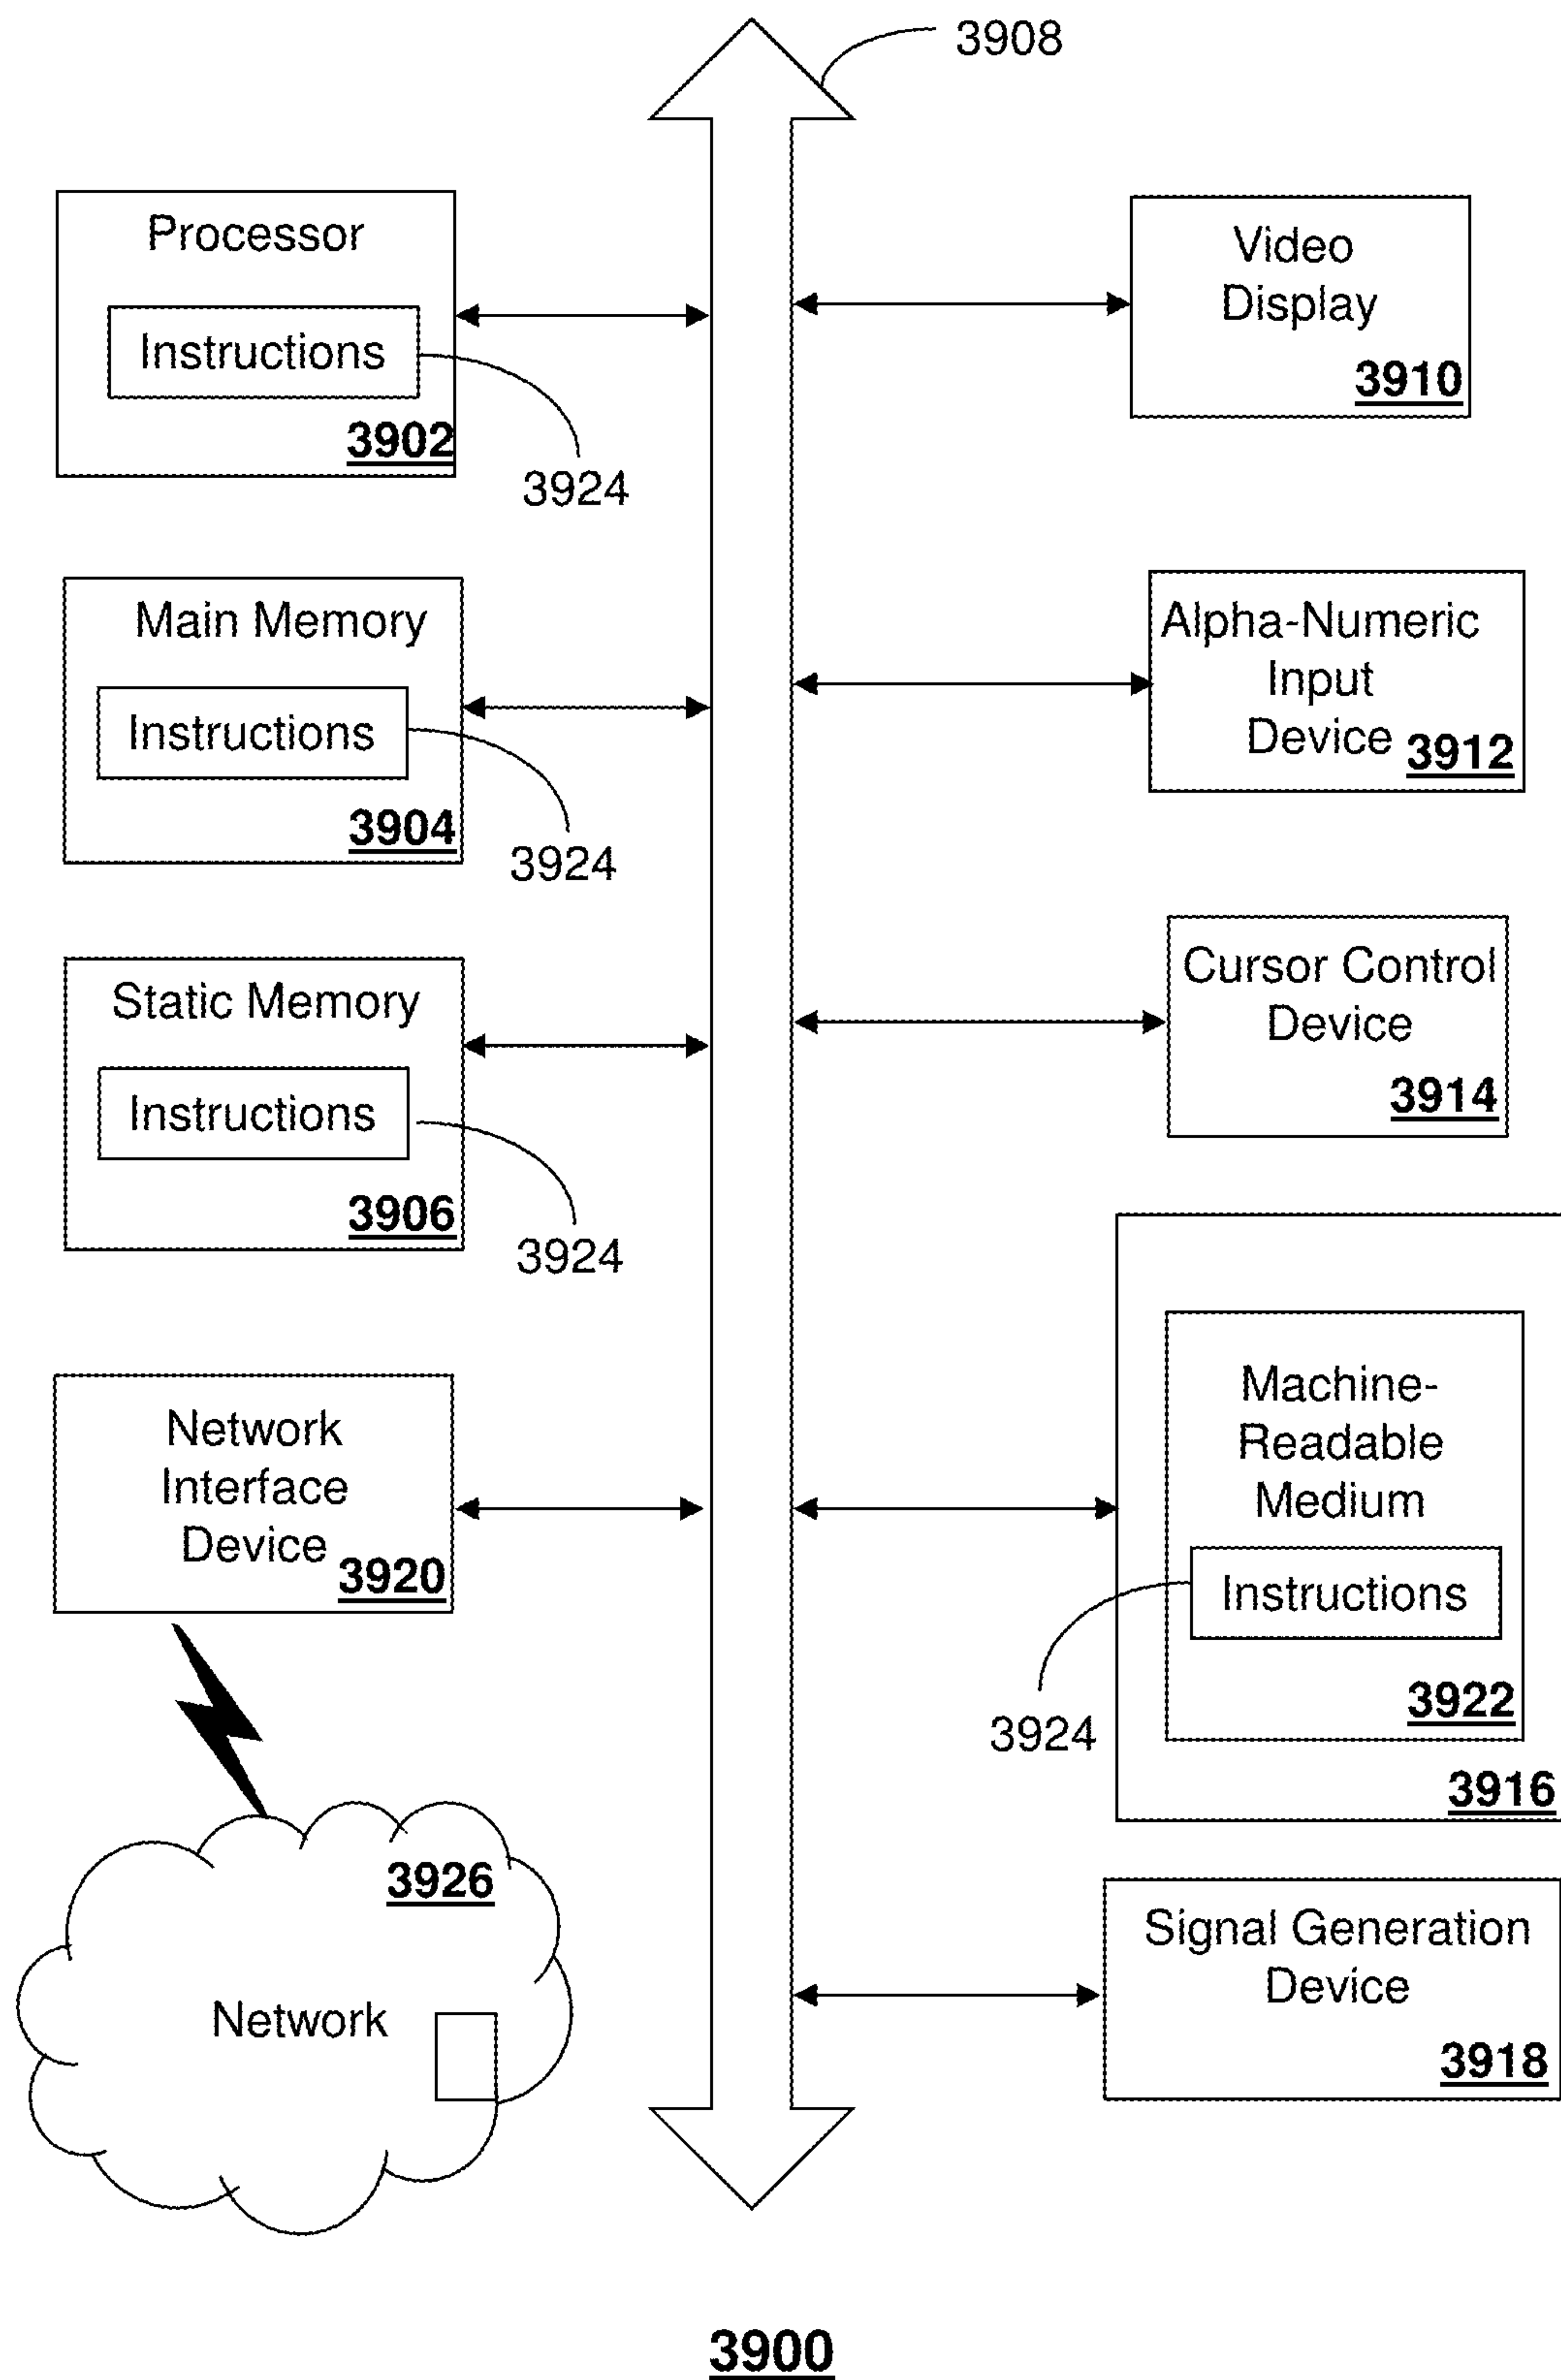 3908
Processor
Instructions
3902
3924
Main Memory
Instructions
3904
3924
Static Memory
Instructions
3906
3924
Network
Interface
Device 3920
3926
Network
Video
Display
3910
Alpha-Numeric
Input
Device 3912
Cursor Control
Device
3914
Machine-
Readable
Medium
Instructions
3922
3924
3916
Signal Generation
Device
3918
3900